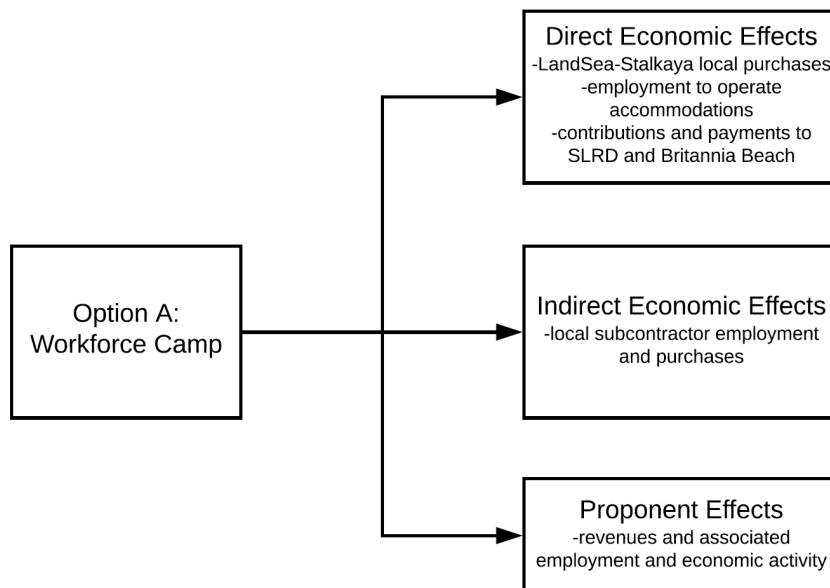 Direct Economic Effects
-LandSea-Stalkaya local purchases
-employment to operate
accommodations
-contributions and payments to
SLRD and Britannia Beach
Option A:
Workforce Camp
Indirect Economic Effects
-local subcontractor employment
and purchases
Proponent Effects
-revenues and associated
employment and economic activity